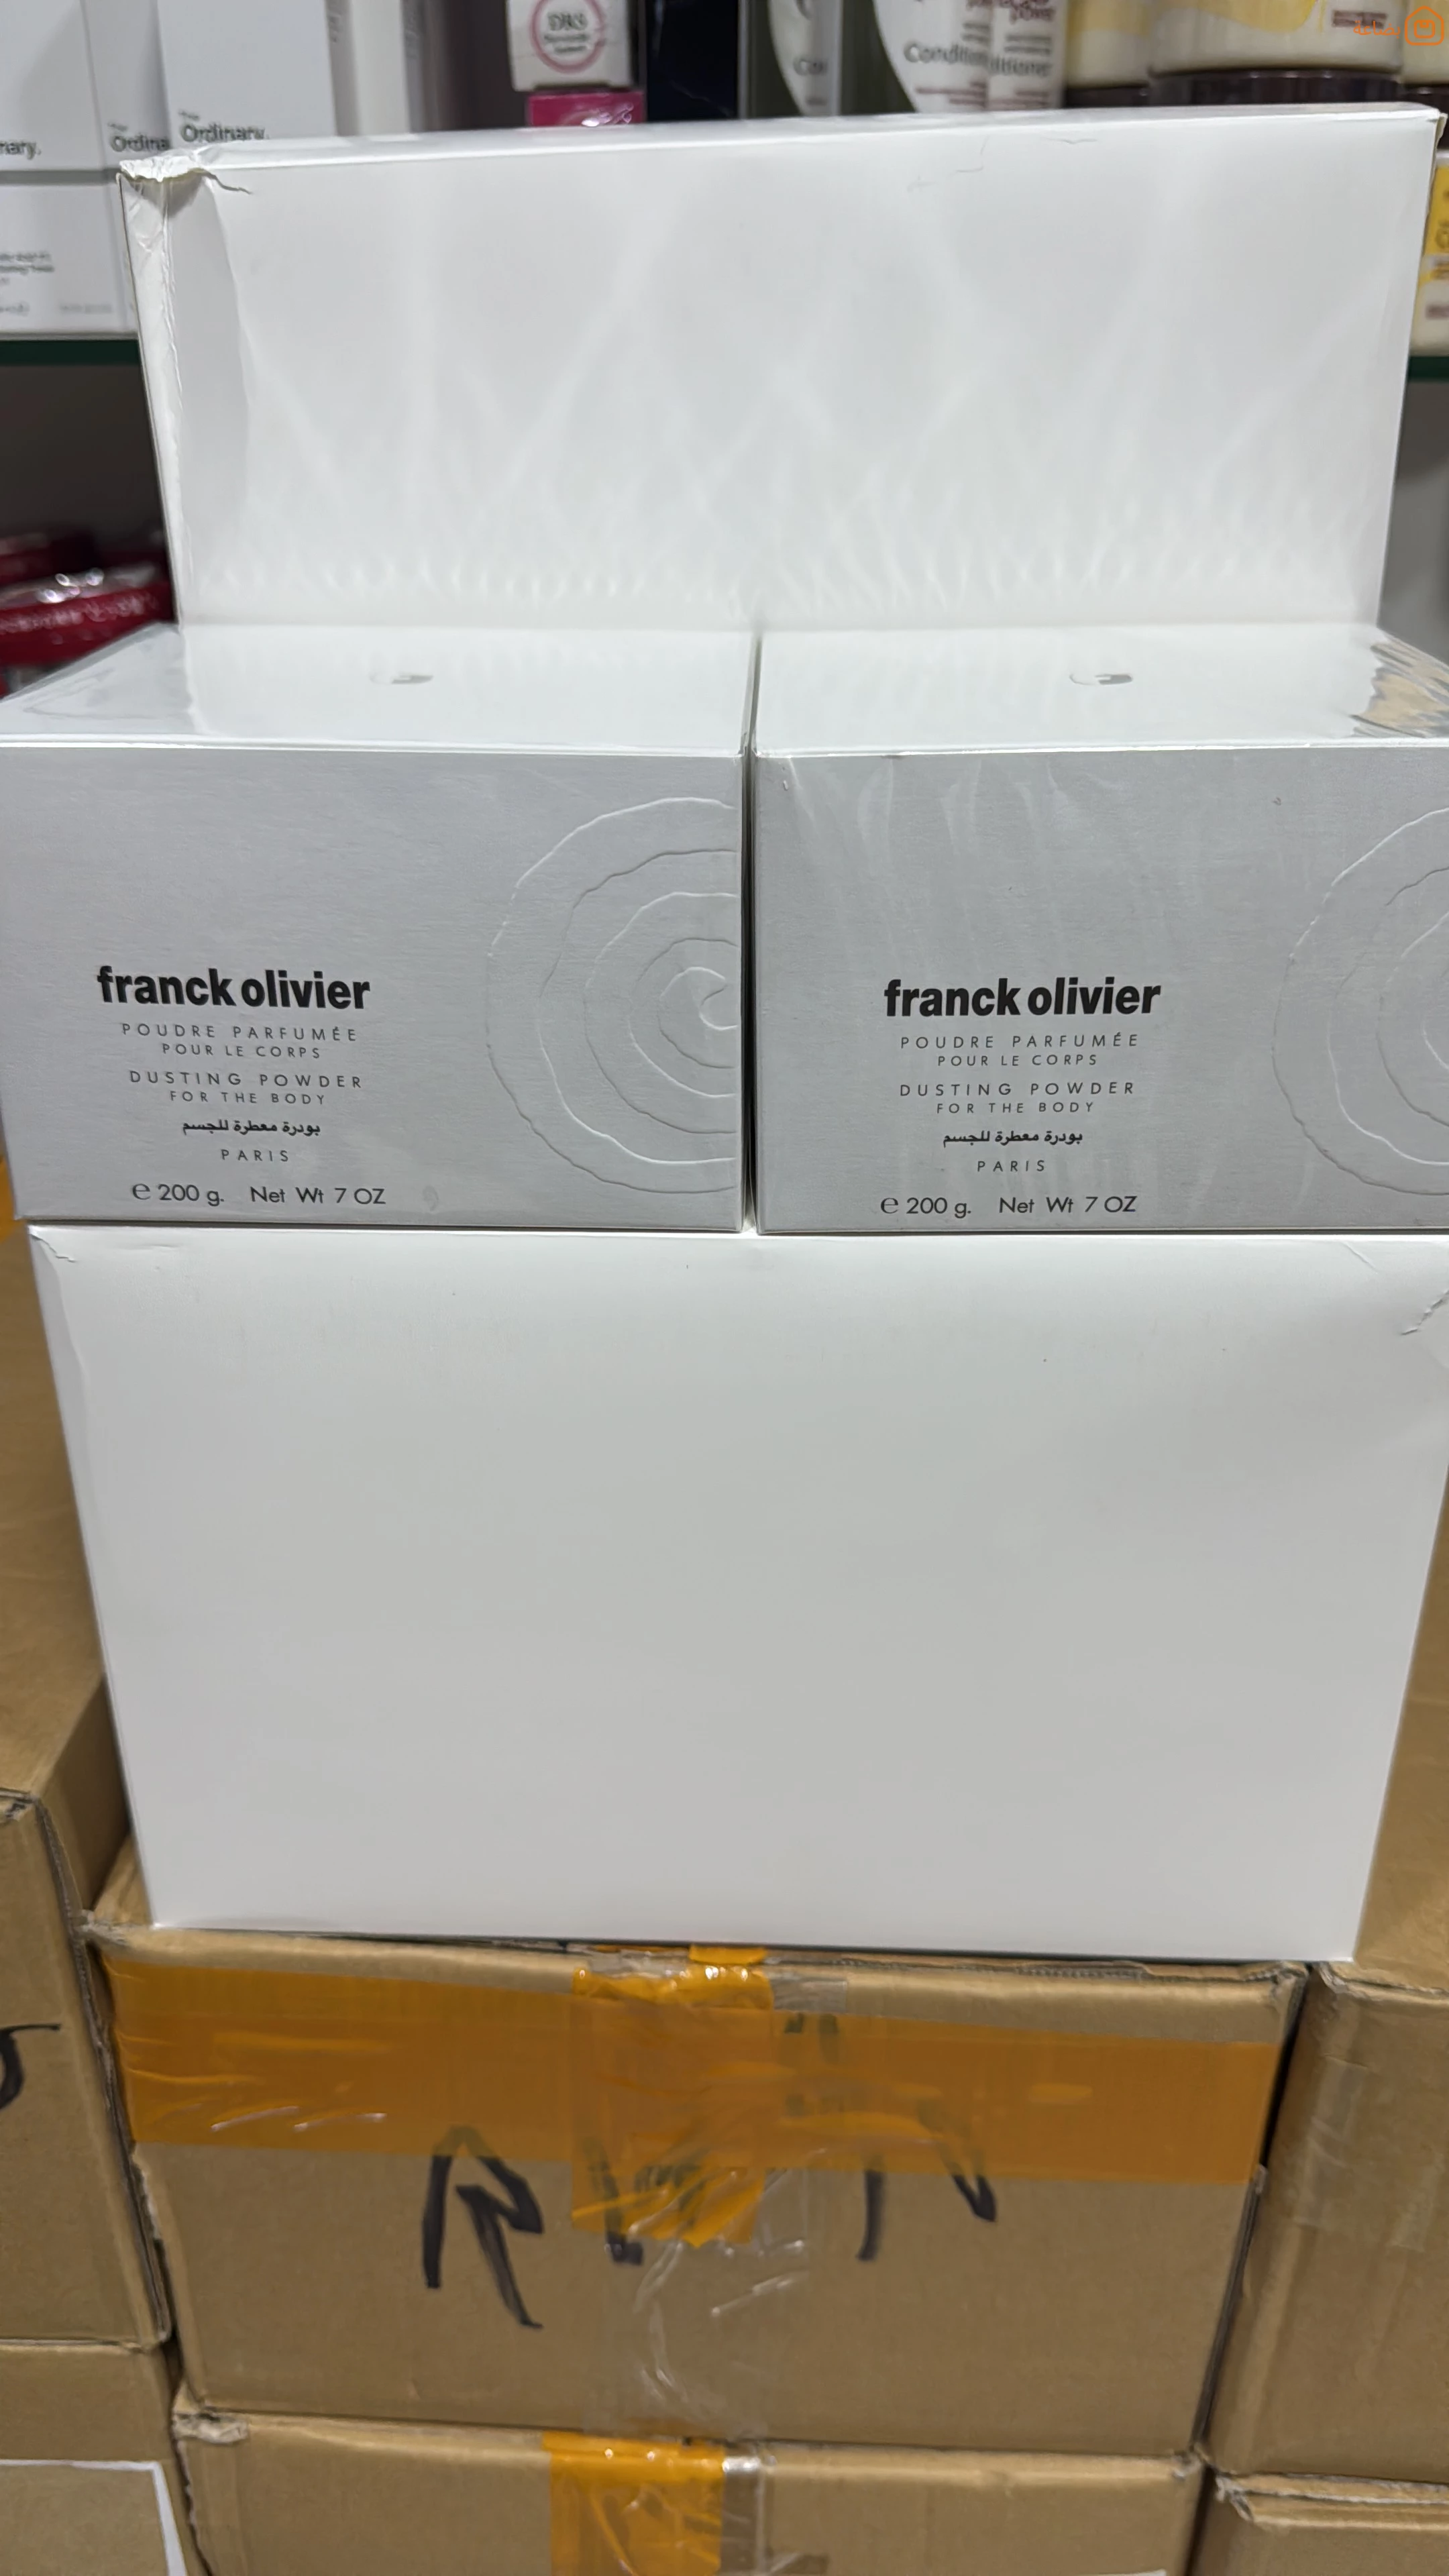 بضاعة
DRS
Ordinary.
Ordinary.
franck olivier
POUDRE PARFUMÉE
POUR LE CORPS
DUSTING POWDER
FOR THE BODY
بودرة معطرة للجسم
PARIS
e 200 g. Net Wt 7 OZ
franck olivier
POUDRE PARFUMÉE
POUR LE CORPS
DUSTING POWDER
FOR THE BODY
بودرة معطرة للجسم
PARIS
e 200 g. Net Wt 7 OZ